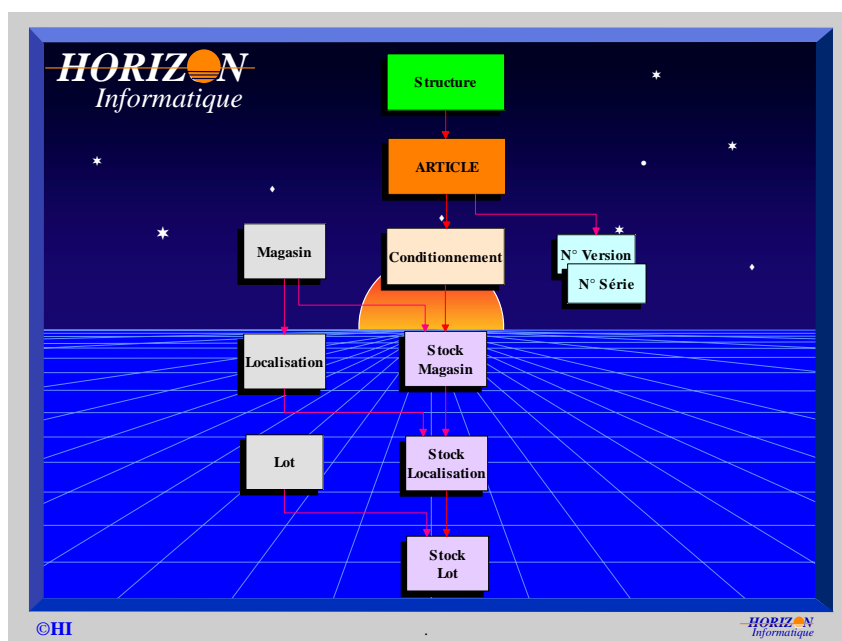 HORIZON
Informatique
Structure
ARTICLE
Magasin
Conditionnement
N° Version
N° Série
Localisation
Stock
Magasin
Lot
Stock
Localisation
Stock
Lot
©HI
.
HORIZON
Informatique